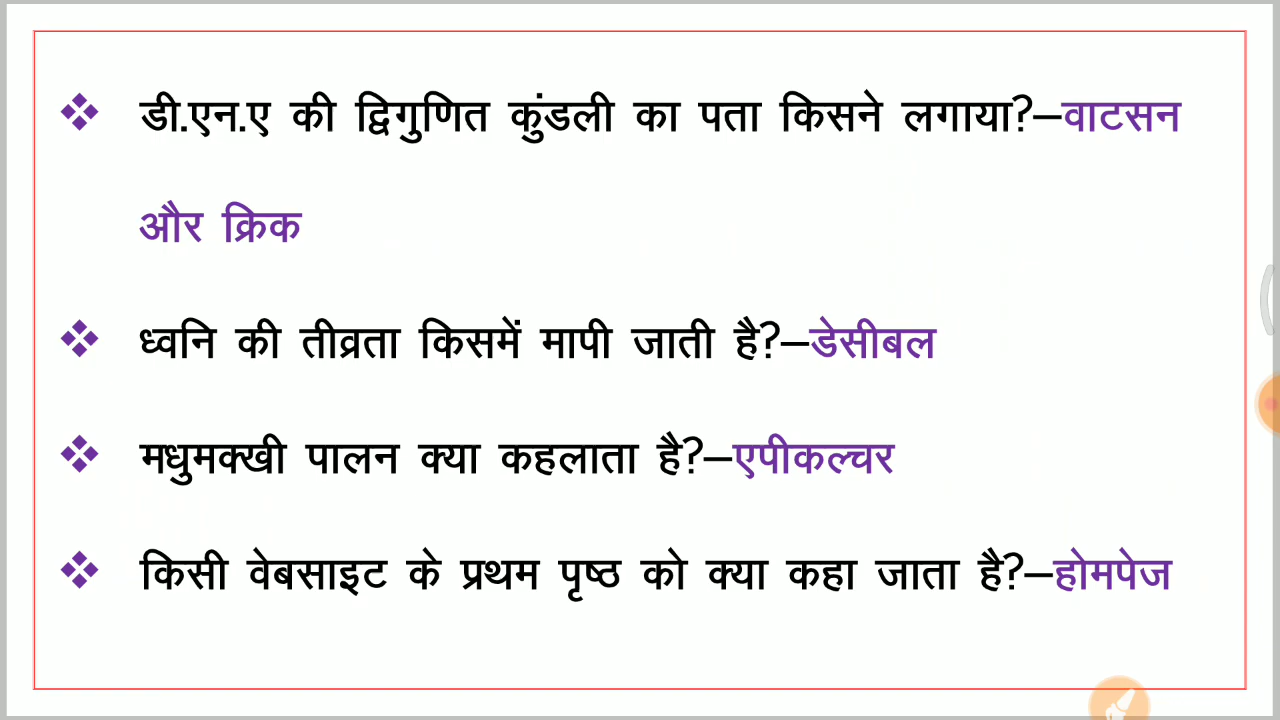 ❖ डी.एन.ए की द्विगुणित कुंडली का पता किसने लगाया?–वाटसन
और क्रिक
❖ ध्वनि की तीव्रता किसमें मापी जाती है?–डेसीबल
❖ मधुमक्खी पालन क्या कहलाता है?–एपीकल्चर
❖ किसी वेबसाइट के प्रथम पृष्ठ को क्या कहा जाता है?–होमपेज